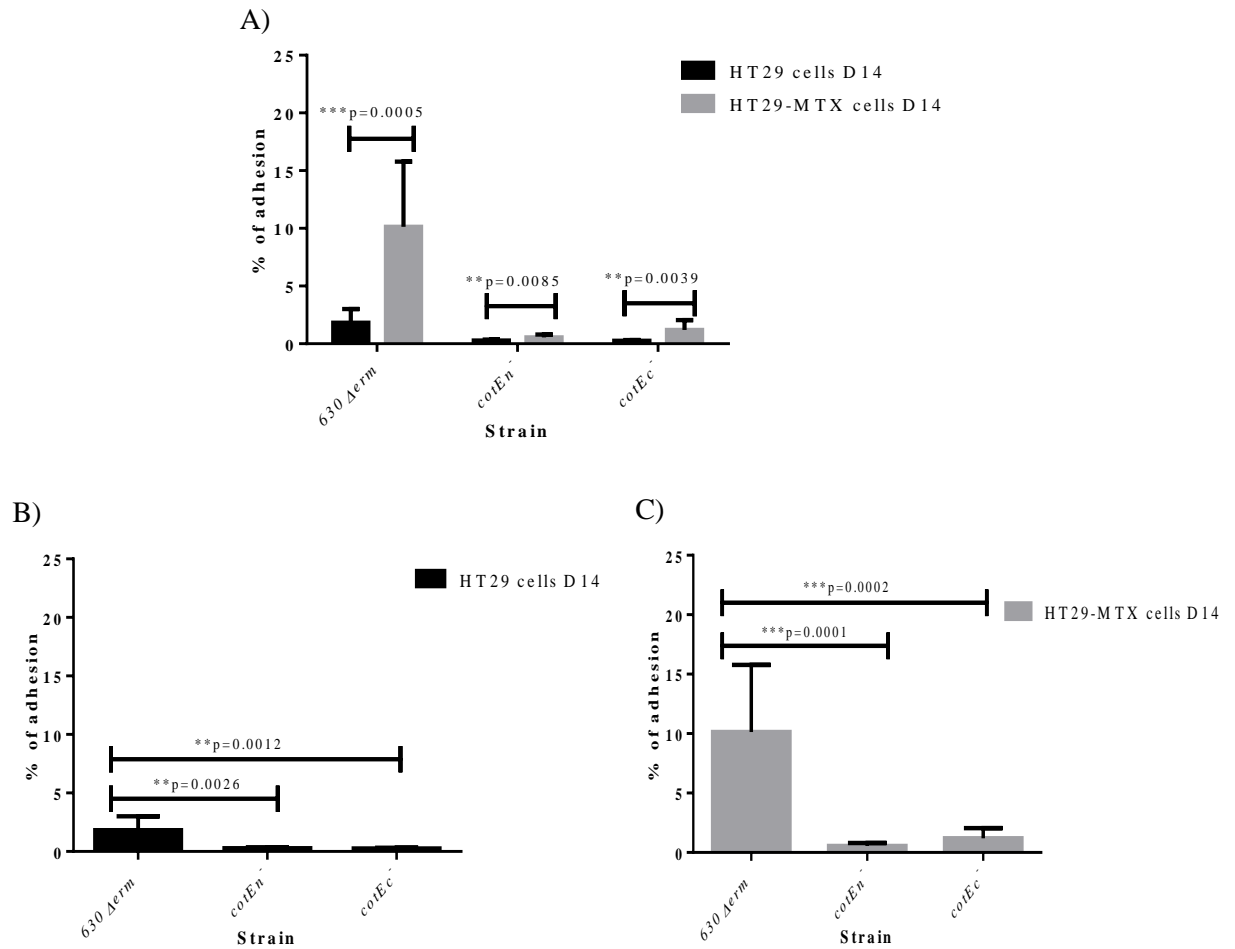 A)
25
20
15
10
5
0
% of adhesion
HT29 cells D14
HT29-MTX cells D14
***p=0.0005
**p=0.0085
**p=0.0039
630 Δerm
cotEn-
cotEc-
Strain
B)
25
20
15
10
5
0
% of adhesion
HT29 cells D14
**p=0.0012
**p=0.0026
630 Δerm
cotEn-
cotEc-
Strain
C)
25
20
15
10
5
0
% of adhesion
***p=0.0002
HT29-MTX cells D14
***p=0.0001
630 Δerm
cotEn-
cotEc-
Strain